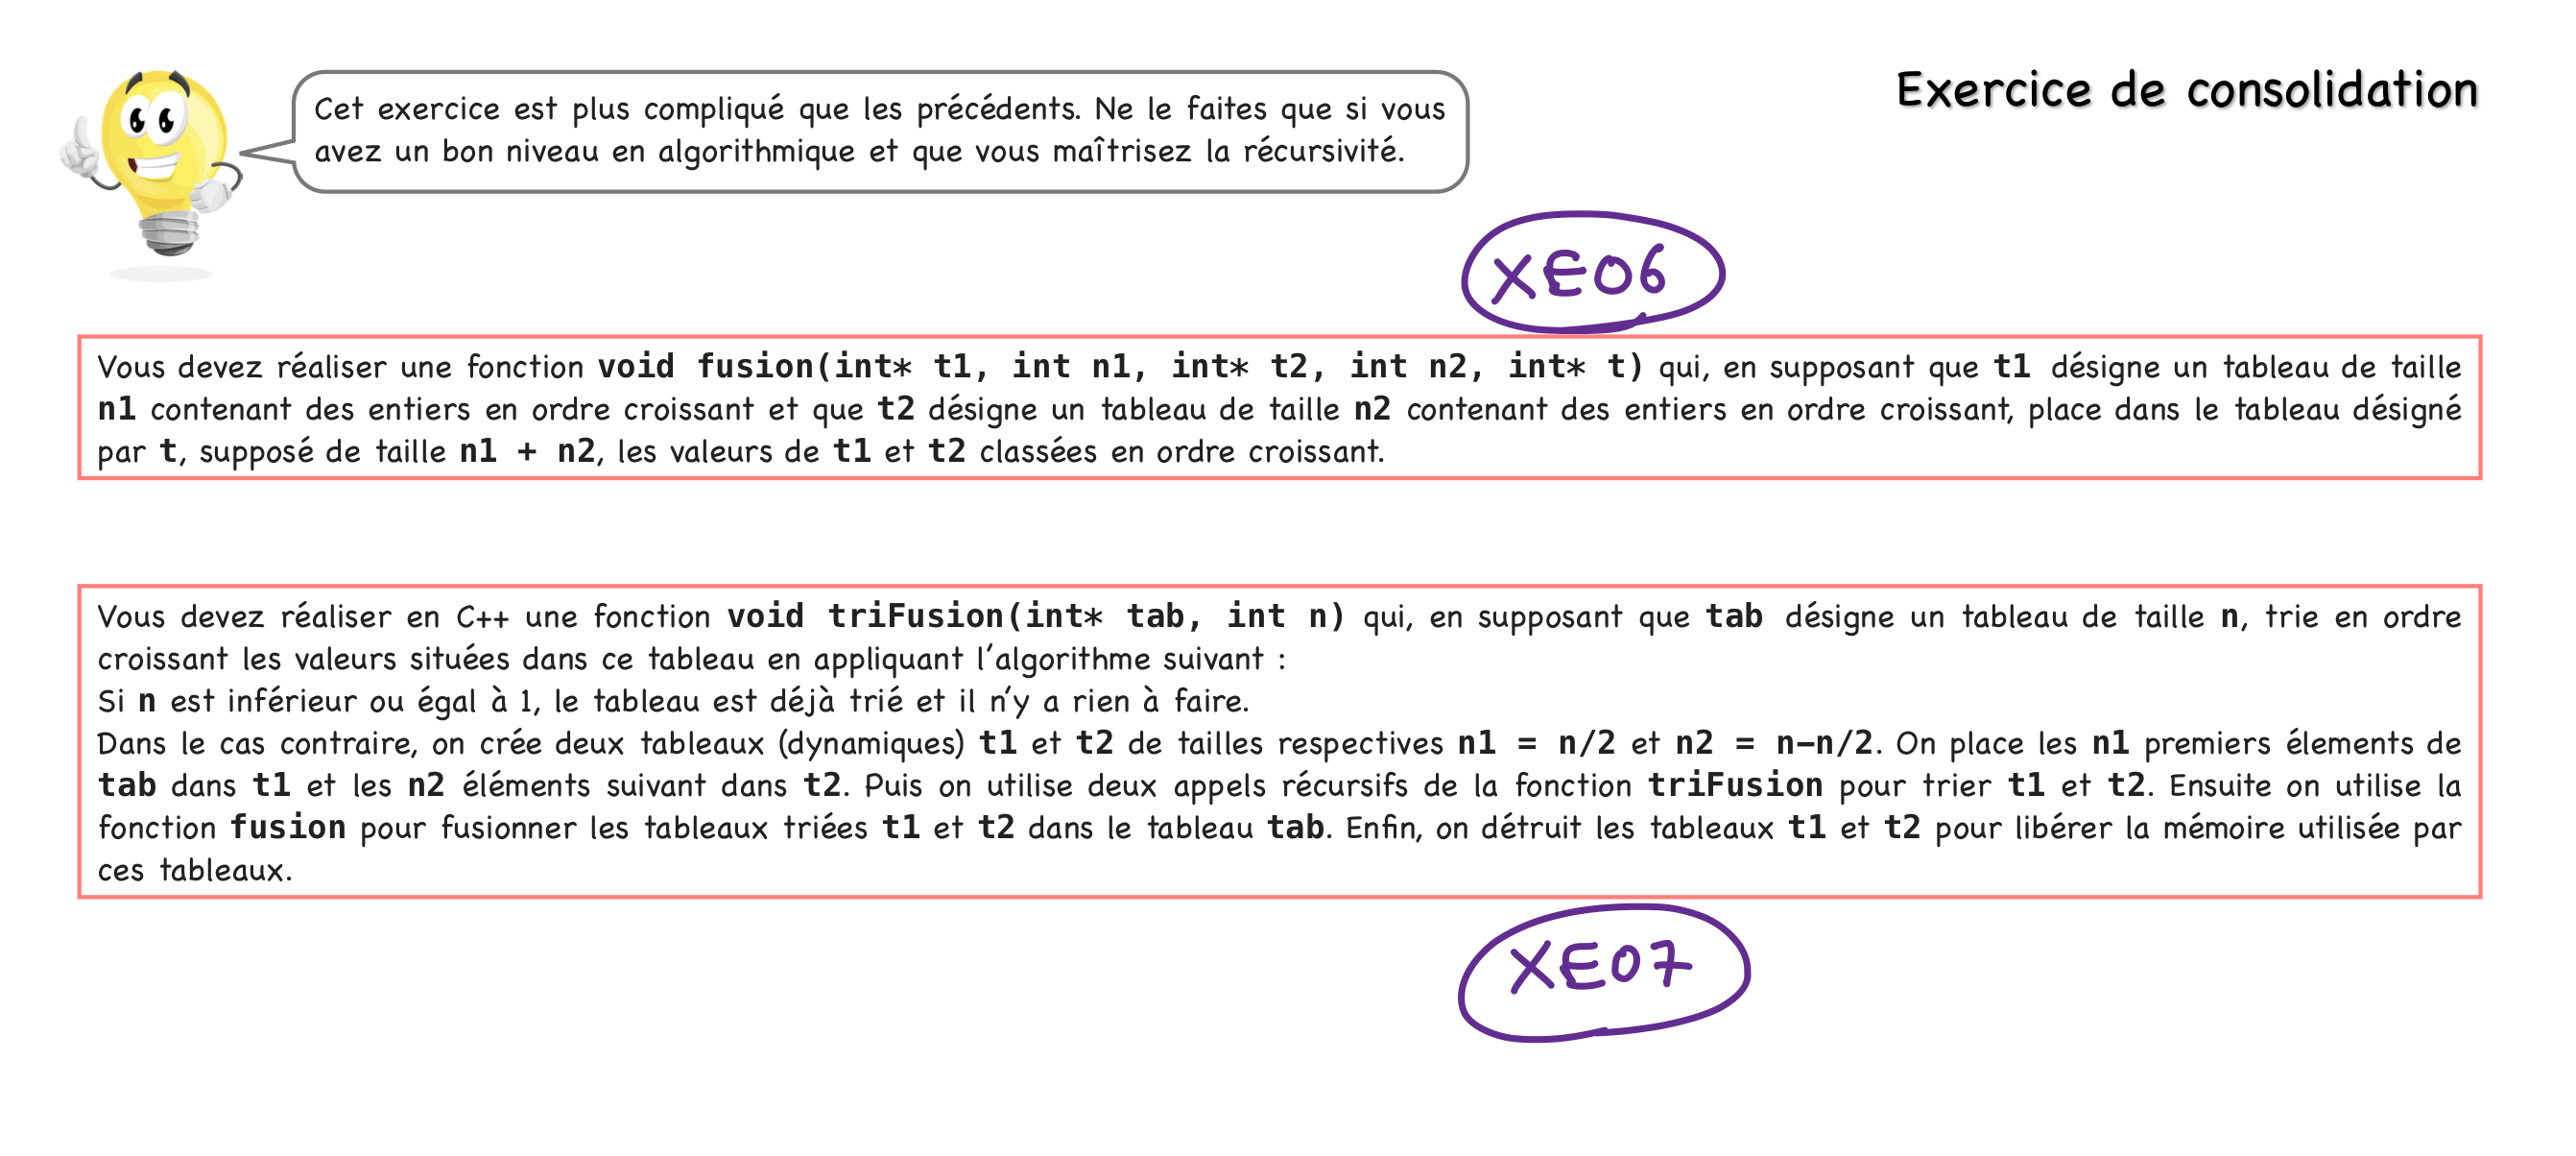 Exercice de consolidation
Cet exercice est plus compliqué que les précédents. Ne le faites que si vous
avez un bon niveau en algorithmique et que vous maîtrisez la récursivité.
XE06
Vous devez réaliser une fonction void fusion(int* t1, int n1, int* t2, int n2, int* t) qui, en supposant que t1 désigne un tableau de taille
n1 contenant des entiers en ordre croissant et que t2 désigne un tableau de taille n2 contenant des entiers en ordre croissant, place dans le tableau désigné
par t, supposé de taille n1 + n2, les valeurs de t1 et t2 classées en ordre croissant.
Vous devez réaliser en C++ une fonction void triFusion(int* tab, int n) qui, en supposant que tab désigne un tableau de taille n, trie en ordre
croissant les valeurs situées dans ce tableau en appliquant l'algorithme suivant :
Si n est inférieur ou égal à 1, le tableau est déjà trié et il n'y a rien à faire.
Dans le cas contraire, on crée deux tableaux (dynamiques) t1 et t2 de tailles respectives n1 = n/2 et n2 = n–n/2. On place les n1 premiers élements de
tab dans t1 et les n2 éléments suivant dans t2. Puis on utilise deux appels récursifs de la fonction triFusion pour trier t1 et t2. Ensuite on utilise la
fonction fusion pour fusionner les tableaux triées t1 et t2 dans le tableau tab. Enfin, on détruit les tableaux t1 et t2 pour libérer la mémoire utilisée par
ces tableaux.
XE07